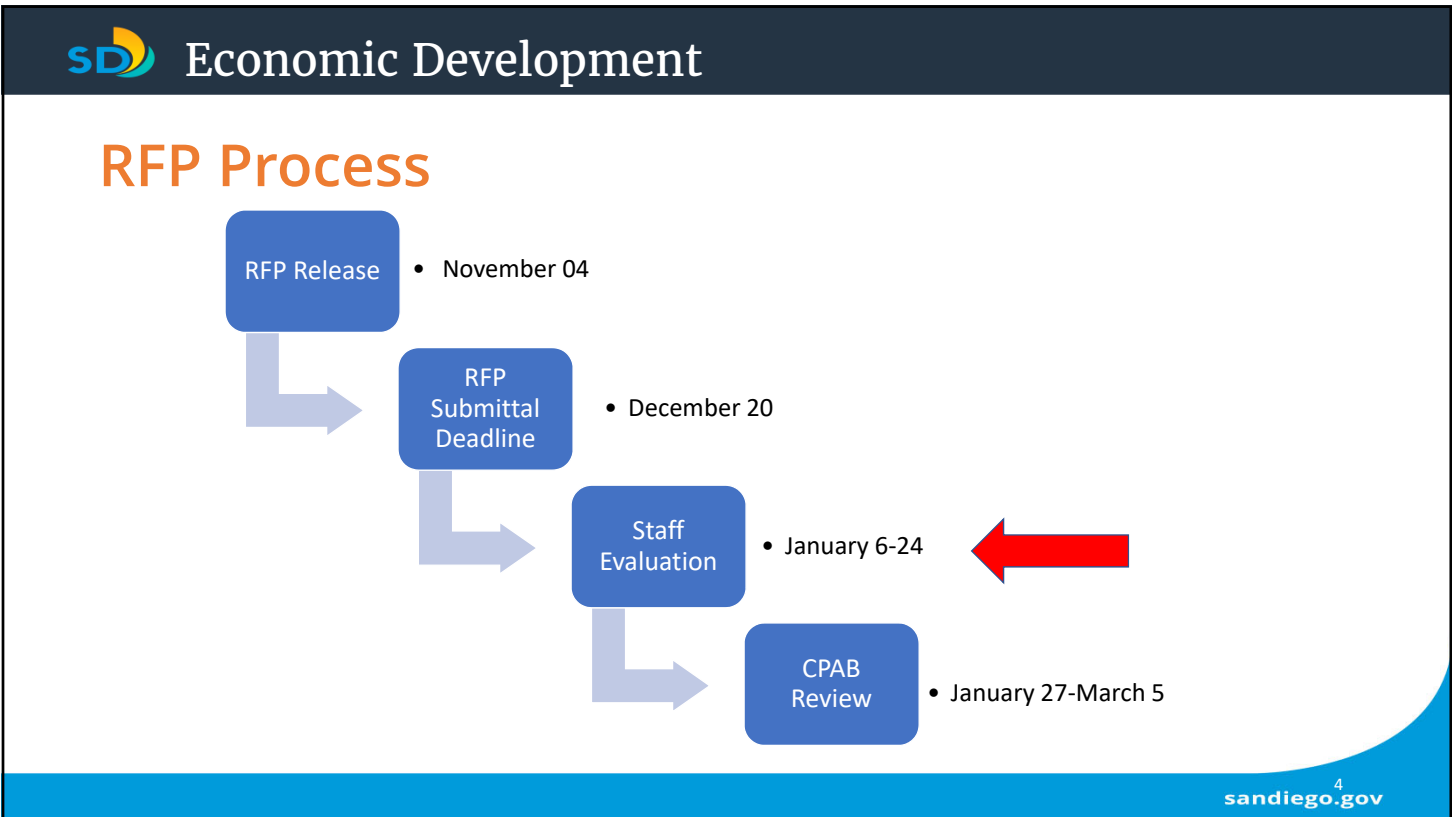 SD Economic Development
RFP Process
RFP Release
• November 04
RFP
Submittal
Deadline
• December 20
Staff
Evaluation
• January 6-24
CPAB
Review
• January 27-March 5
4
sandiego.gov